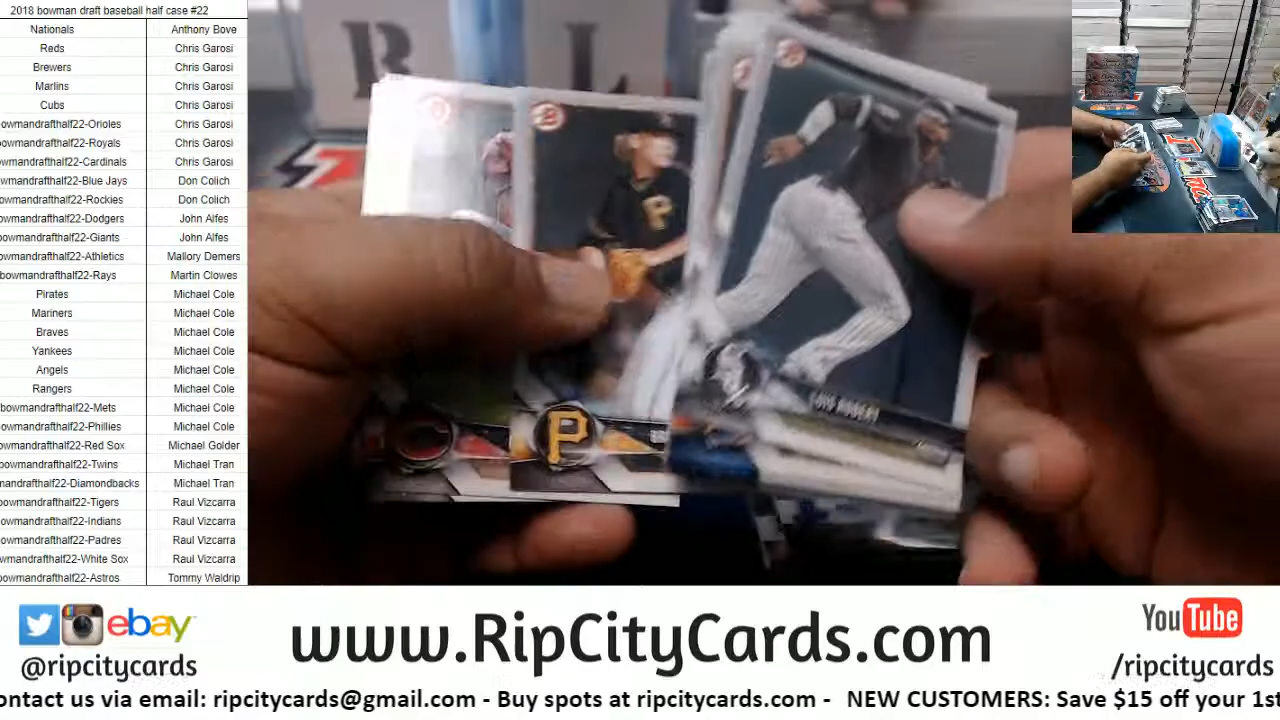 2018 bowman draft baseball half case #22
Nationals Anthony Bove
Reds Chris Garosi
Brewers Chris Garosi
Marlins Chris Garosi
Cubs Chris Garosi
owmandrafthalf22-Orioles Chris Garosi
bowmandrafthalf22-Royals Chris Garosi
owmandrafthalf22-Cardinals Chris Garosi
wmandrafthalf22-Blue Jays Don Colich
owmandrafthalf22-Rockies Don Colich
owmandrafthalf22-Dodgers John Alfes
owmandrafthalf22-Giants John Alfes
owmandrafthalf22-Athletics Mallory Demers
bowmandrafthalf22-Rays Martin Clowes
Pirates Michael Cole
Mariners Michael Cole
Braves Michael Cole
Yankees Michael Cole
Angels Michael Cole
Rangers Michael Cole
bowmandrafthalf22-Mets Michael Cole
bowmandrafthalf22-Phillies Michael Cole
owmandrafthalf22-Red Sox Michael Golder
bowmandrafthalf22-Twins Michael Tran
mandrafthalf22-Diamondbacks Michael Tran
owmandrafthalf22-Tigers Raul Vizcarra
owmandrafthalf22-Indians Raul Vizcarra
owmandrafthalf22-Padres Raul Vizcarra
wmandrafthalf22-White Sox Raul Vizcarra
owmandrafthalf22-Astros Tommy Waldrip
R L
B
P
P
ebay
@ripcitycards
www.RipCityCards.com
YouTube
/ripcitycards
ontact us via email: ripcitycards@gmail.com - Buy spots at ripcitycards.com - NEW CUSTOMERS: Save $15 off your 1st